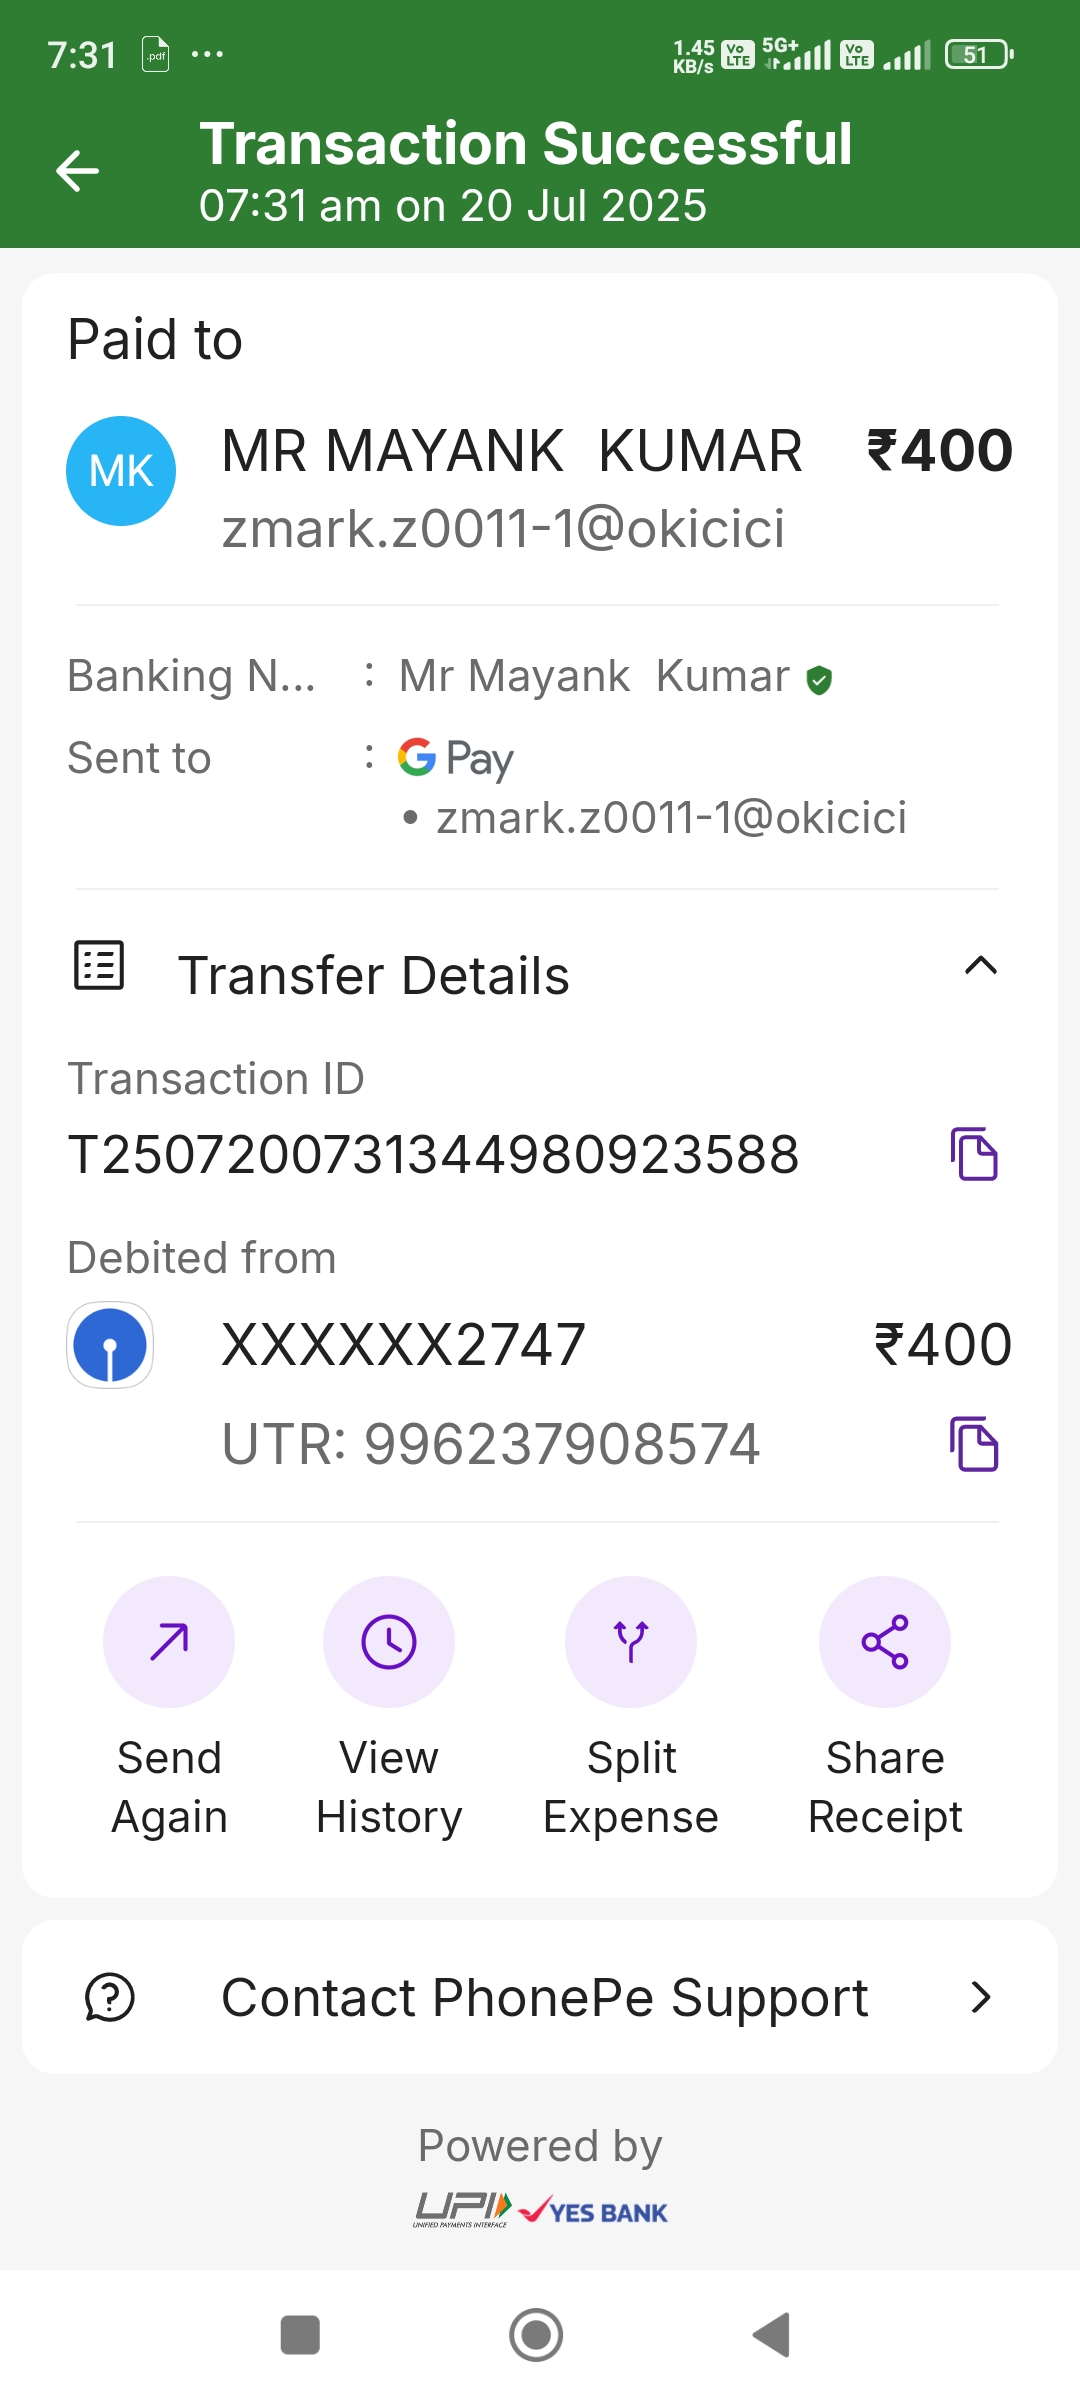 7:31 .pdf ... 1.45 KB/s Vo LTE 5G+ Vo LTE 51
Transaction Successful
07:31 am on 20 Jul 2025
Paid to
MK MR MAYANK KUMAR ₹400
zmark.z0011-1@okicici
Banking N... : Mr Mayank Kumar
Sent to : G Pay
• zmark.z0011-1@okicici
Transfer Details
Transaction ID
T2507200731344980923588
Debited from
XXXXXX2747 ₹400
UTR: 996237908574
Send Again
View History
Split Expense
Share Receipt
Contact PhonePe Support
Powered by
UPI UNIFIED PAYMENTS INTERFACE YES BANK